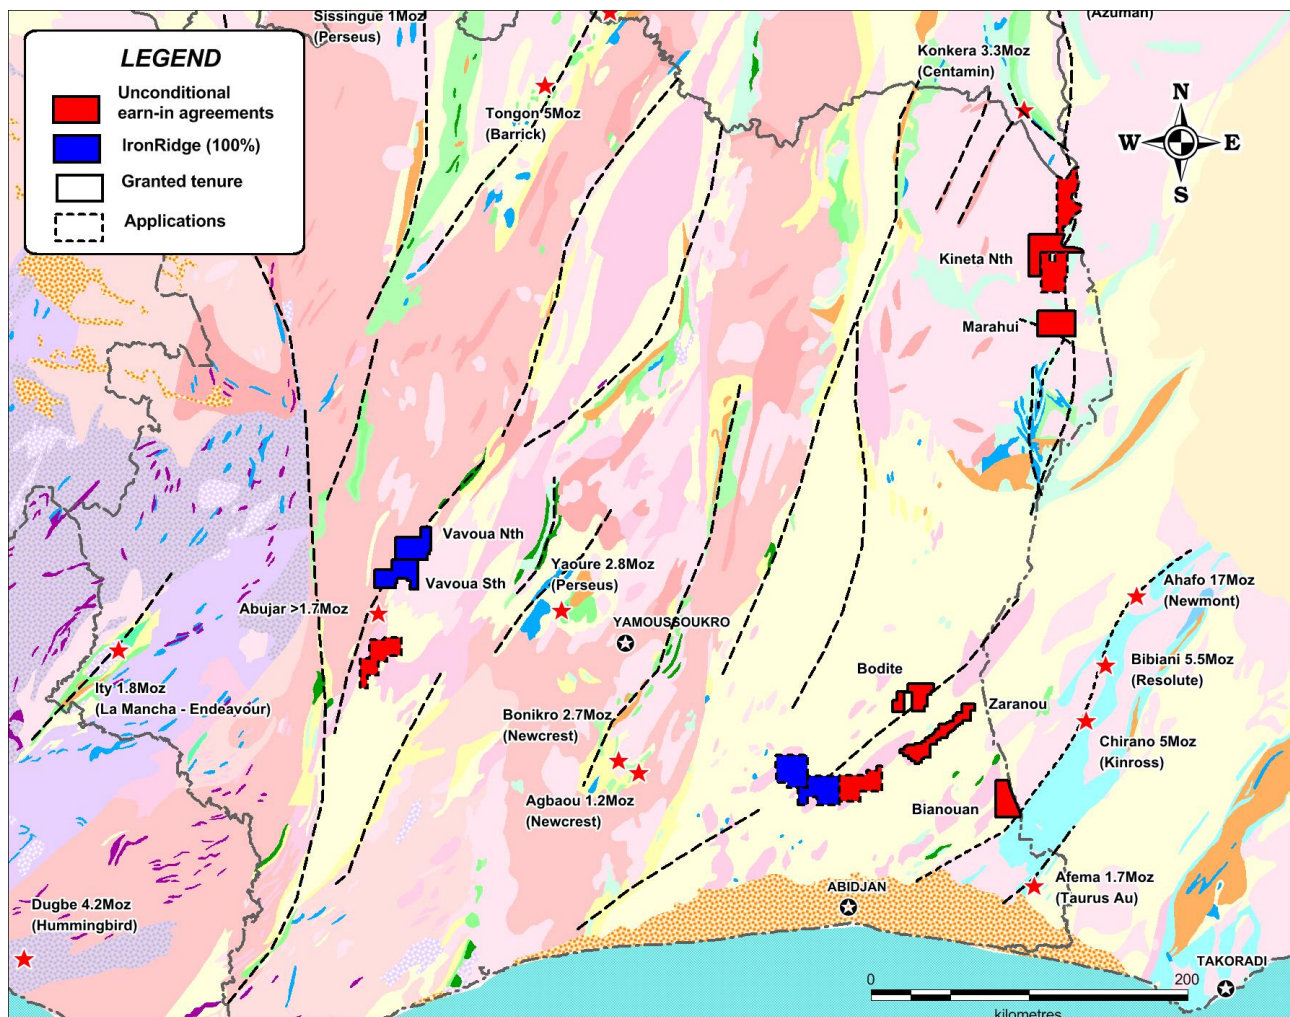 Sissingue 1Moz
(Perseus)
(Azumah)
LEGEND
Unconditional
earn-in agreements
IronRidge (100%)
Granted tenure
Applications
Konkera 3.3Moz
(Centamin)
Tongon 5Moz
(Barrick)
N
W
E
S
Kineta Nth
Marahui
Vavoua Nth
Vavoua Sth
Yaoure 2.8Moz
(Perseus)
Abujar >1.7Moz
YAMOUSSOUKRO
Ahafo 17Moz
(Newmont)
Bibiani 5.5Moz
(Resolute)
Bodite
Zaranou
Ity 1.8Moz
(La Mancha - Endeavour)
Bonikro 2.7Moz
(Newcrest)
Chirano 5Moz
(Kinross)
Agbaou 1.2Moz
(Newcrest)
Bianouan
Afema 1.7Moz
(Taurus Au)
ABIDJAN
Dugbe 4.2Moz
(Hummingbird)
TAKORADI
0
200
kilometres